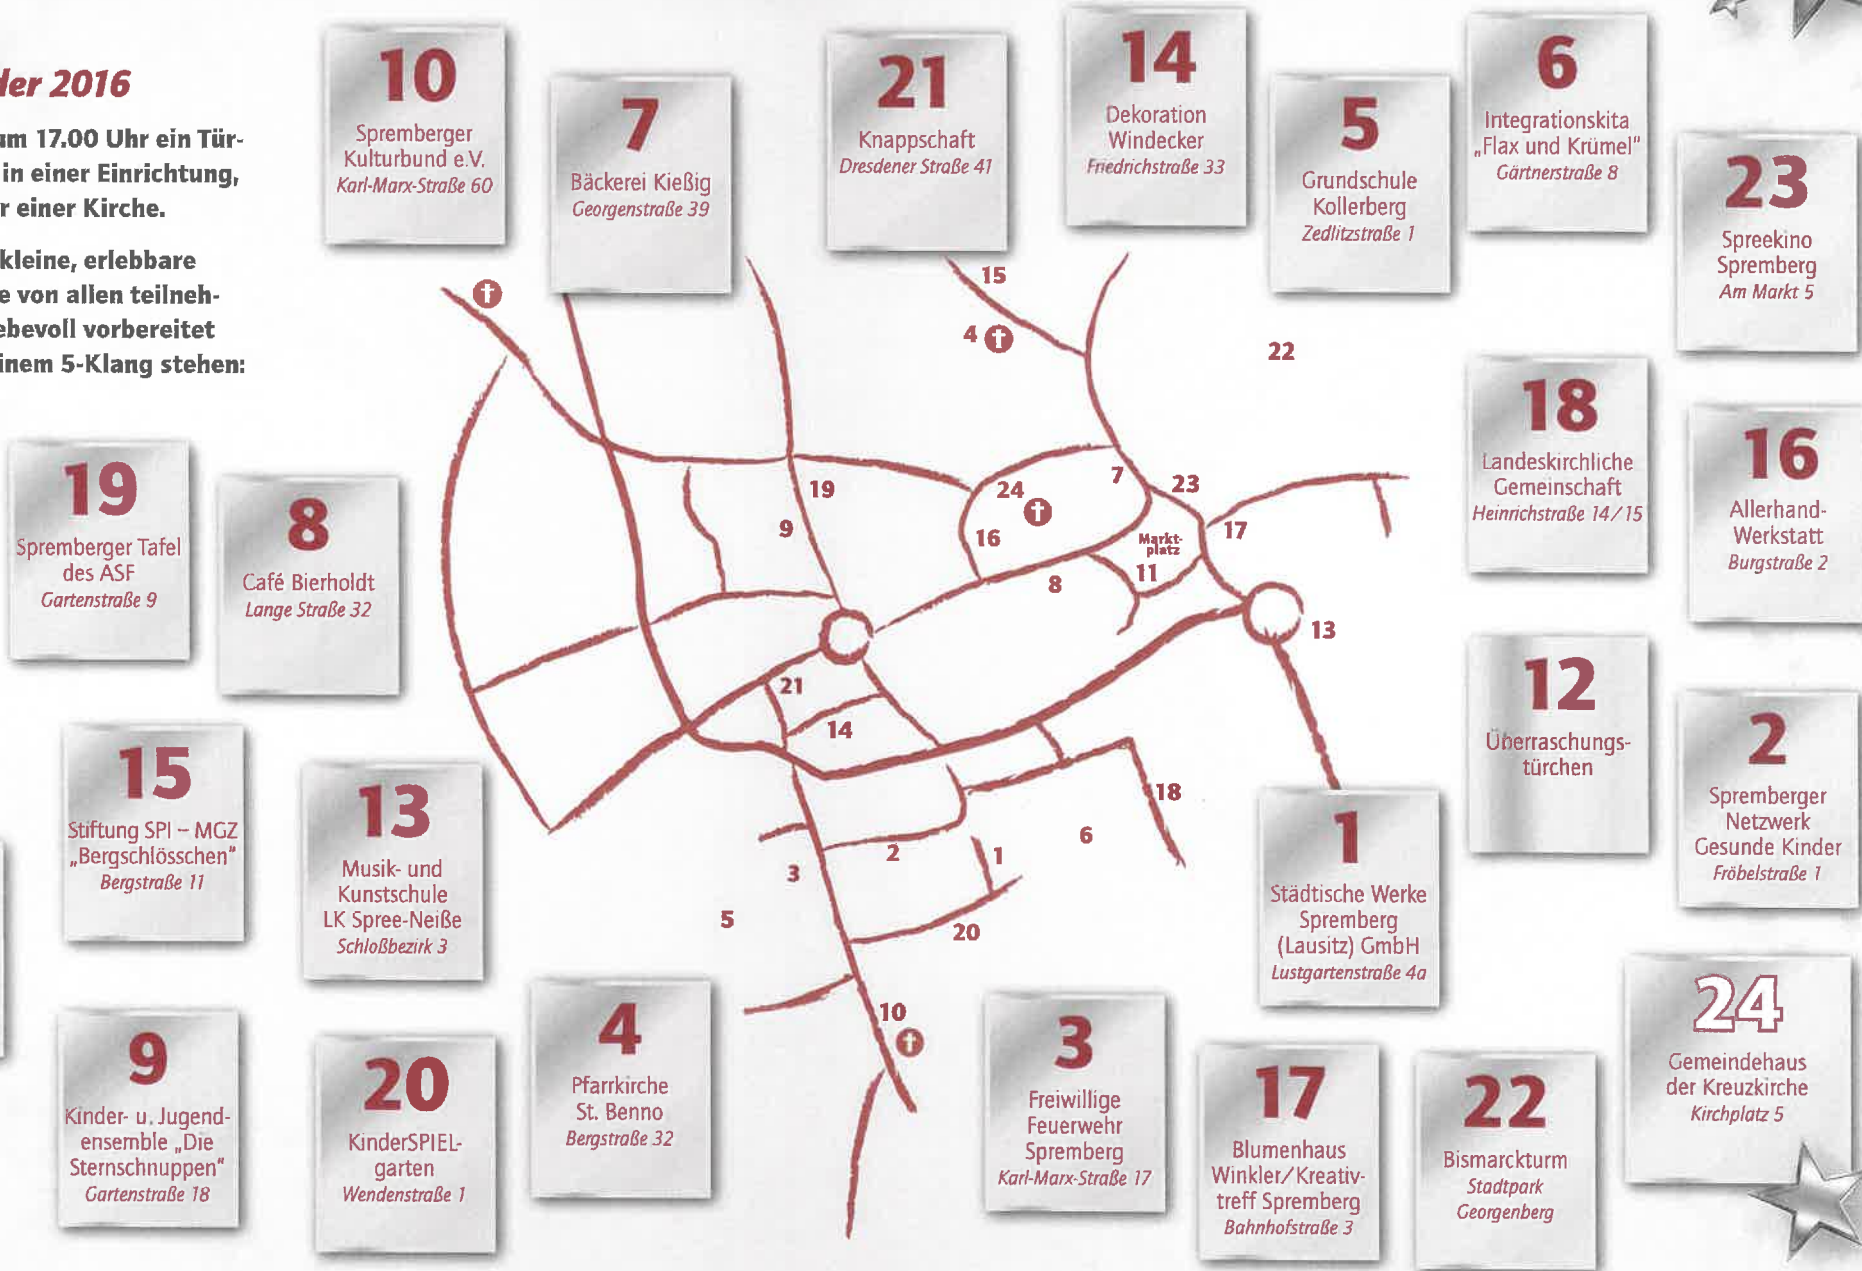 der 2016
um 17.00 Uhr ein Tür-
in einer Einrichtung,
r einer Kirche.
kleine, erlebbare
e von allen teilneh-
ebevoll vorbereitet
inem 5-Klang stehen:
10
Spremberger
Kulturbund e.V.
Karl-Marx-Straße 60
7
Bäckerei Kießig
Georgenstraße 39
21
Knappschaft
Dresdener Straße 41
14
Dekoration
Windecker
Friedrichstraße 33
5
Grundschule
Kollerberg
Zedlitzstraße 1
6
Integrationskita
„Flax und Krümel“
Gärtnerstraße 8
23
Spreekino
Spremberg
Am Markt 5
19
Spremberger Tafel
des ASF
Gartenstraße 9
8
Café Bierholdt
Lange Straße 32
18
Landeskirchliche
Gemeinschaft
Heinrichstraße 14/15
16
Allerhand-
Werkstatt
Burgstraße 2
15
Stiftung SPI – MGZ
„Bergschlösschen“
Bergstraße 11
13
Musik- und
Kunstschule
LK Spree-Neiße
Schloßbezirk 3
12
Überraschungs-
türchen
2
Spremberger
Netzwerk
Gesunde Kinder
Fröbelstraße 1
1
Städtische Werke
Spremberg
(Lausitz) GmbH
Lustgartenstraße 4a
9
Kinder- u. Jugend-
ensemble „Die
Sternschnuppen“
Gartenstraße 18
20
KinderSPIEL-
garten
Wendenstraße 1
4
Pfarrkirche
St. Benno
Bergstraße 32
3
Freiwillige
Feuerwehr
Spremberg
Karl-Marx-Straße 17
17
Blumenhaus
Winkler/Kreativ-
treff Spremberg
Bahnhofstraße 3
22
Bismarckturm
Stadtpark
Georgenberg
24
Gemeindehaus
der Kreuzkirche
Kirchplatz 5
15
4
22
7
23
24
19
9
16
17
Markt-
platz
11
8
13
21
14
18
6
2
1
3
5
20
10